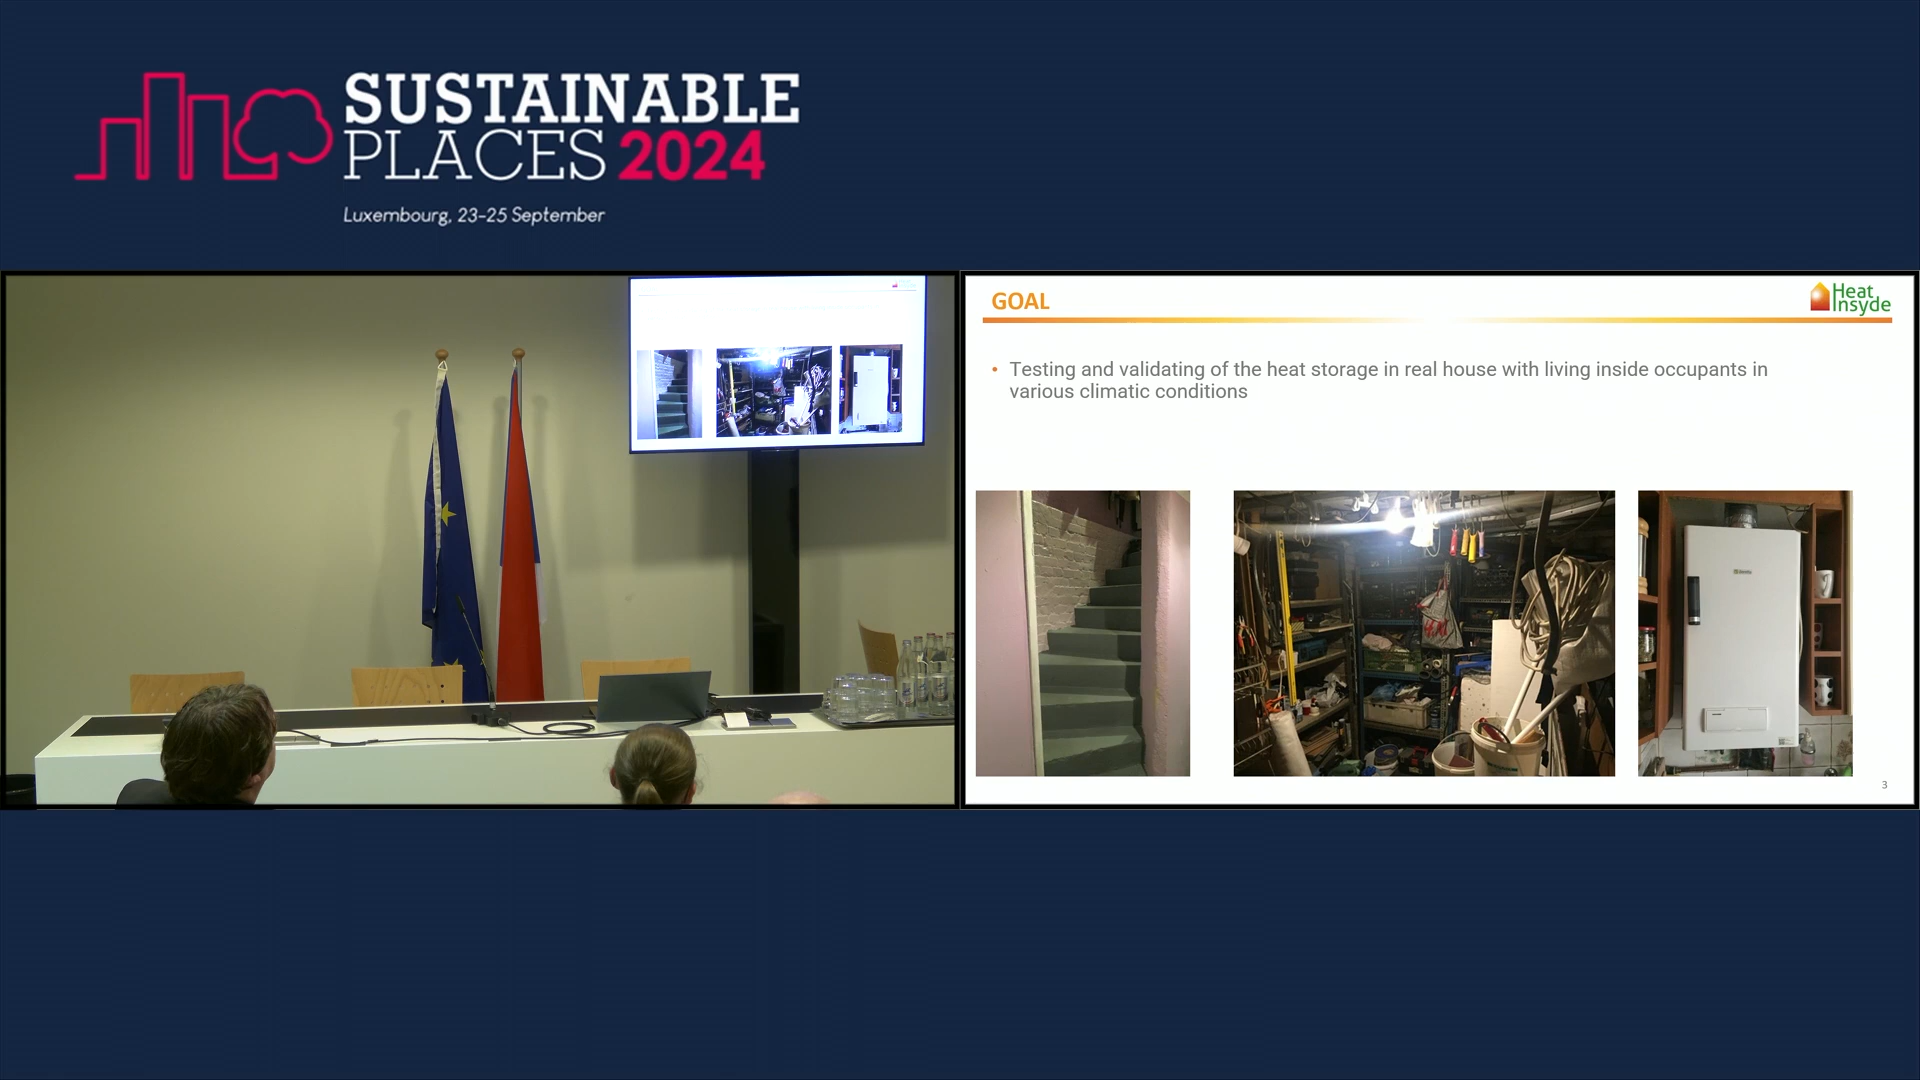 SUSTAINABLE
PLACES 2024
Luxembourg, 23-25 September
GOAL
Heat
Insyde
• Testing and validating of the heat storage in real house with living inside occupants in
various climatic conditions
3